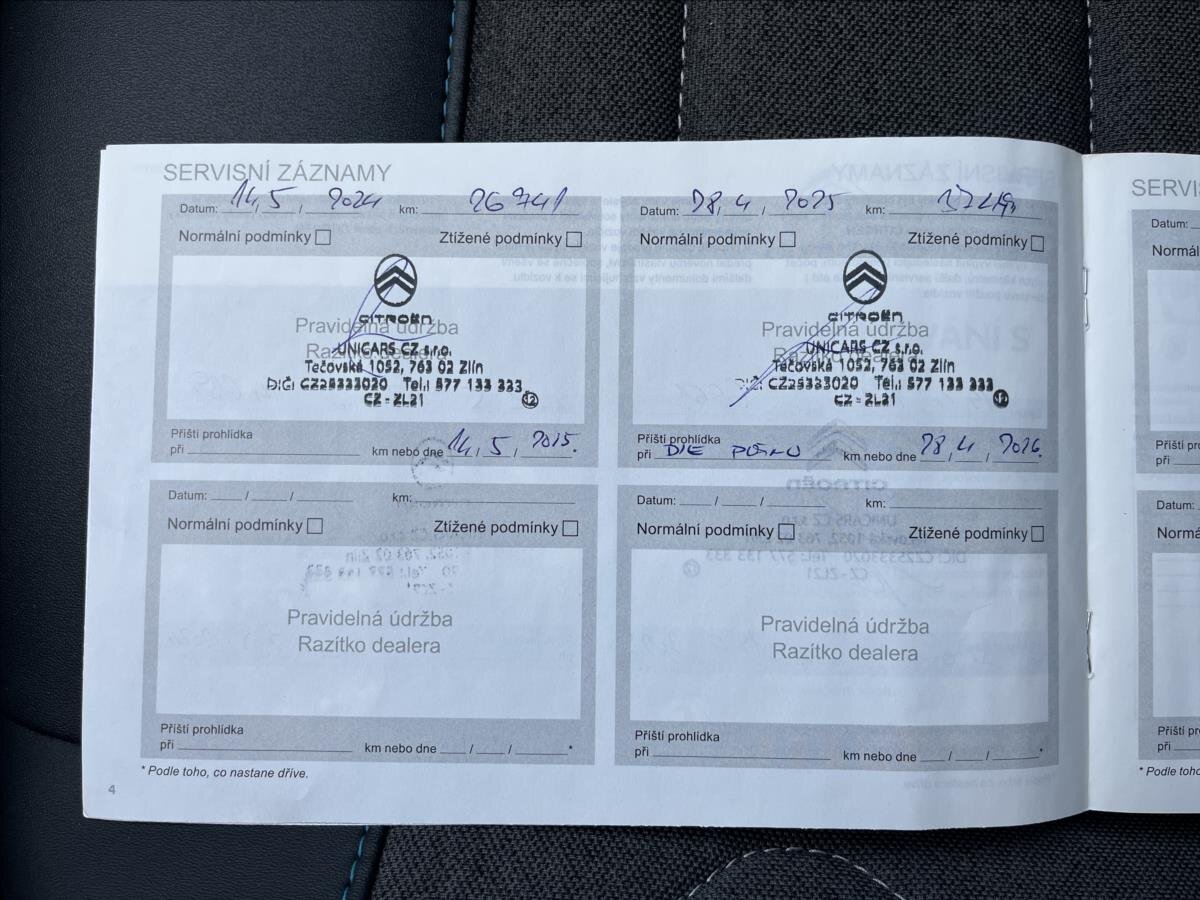 SERVISNÍ ZÁZNAMY
Datum: 14/5/2024 km: 26741
Normální podmínky Ztížené podmínky
CITROËN
Pravidelná údržba
UNICARS CZ s.r.o.
Tečovská 1052, 763 02 Zlín
DIČ: CZ25333020 Tel.: 577 133 333
CZ - ZL21
12
Příští prohlídka
při km nebo dne 14/5/2025.
Datum: 28/4/2025 km:
Normální podmínky Ztížené podmínky
CITROËN
Pravidelná údržba
UNICARS CZ s.r.o.
Tečovská 1052, 763 02 Zlín
DIČ: CZ25333020 Tel.: 577 133 333
CZ - ZL21
12
Příští prohlídka
při DLE km nebo dne 28/4/2026.
Datum: / / km:
Normální podmínky Ztížené podmínky
Pravidelná údržba
Razítko dealera
Příští prohlídka
při km nebo dne / / *
Datum: / / km:
Normální podmínky Ztížené podmínky
Pravidelná údržba
Razítko dealera
Příští prohlídka
při km nebo dne / / *
* Podle toho, co nastane dříve.
4
SERVIS
Datum:
Normál
Příští pro
při
Datum:
Normá
Příští pr
při
* Podle toho